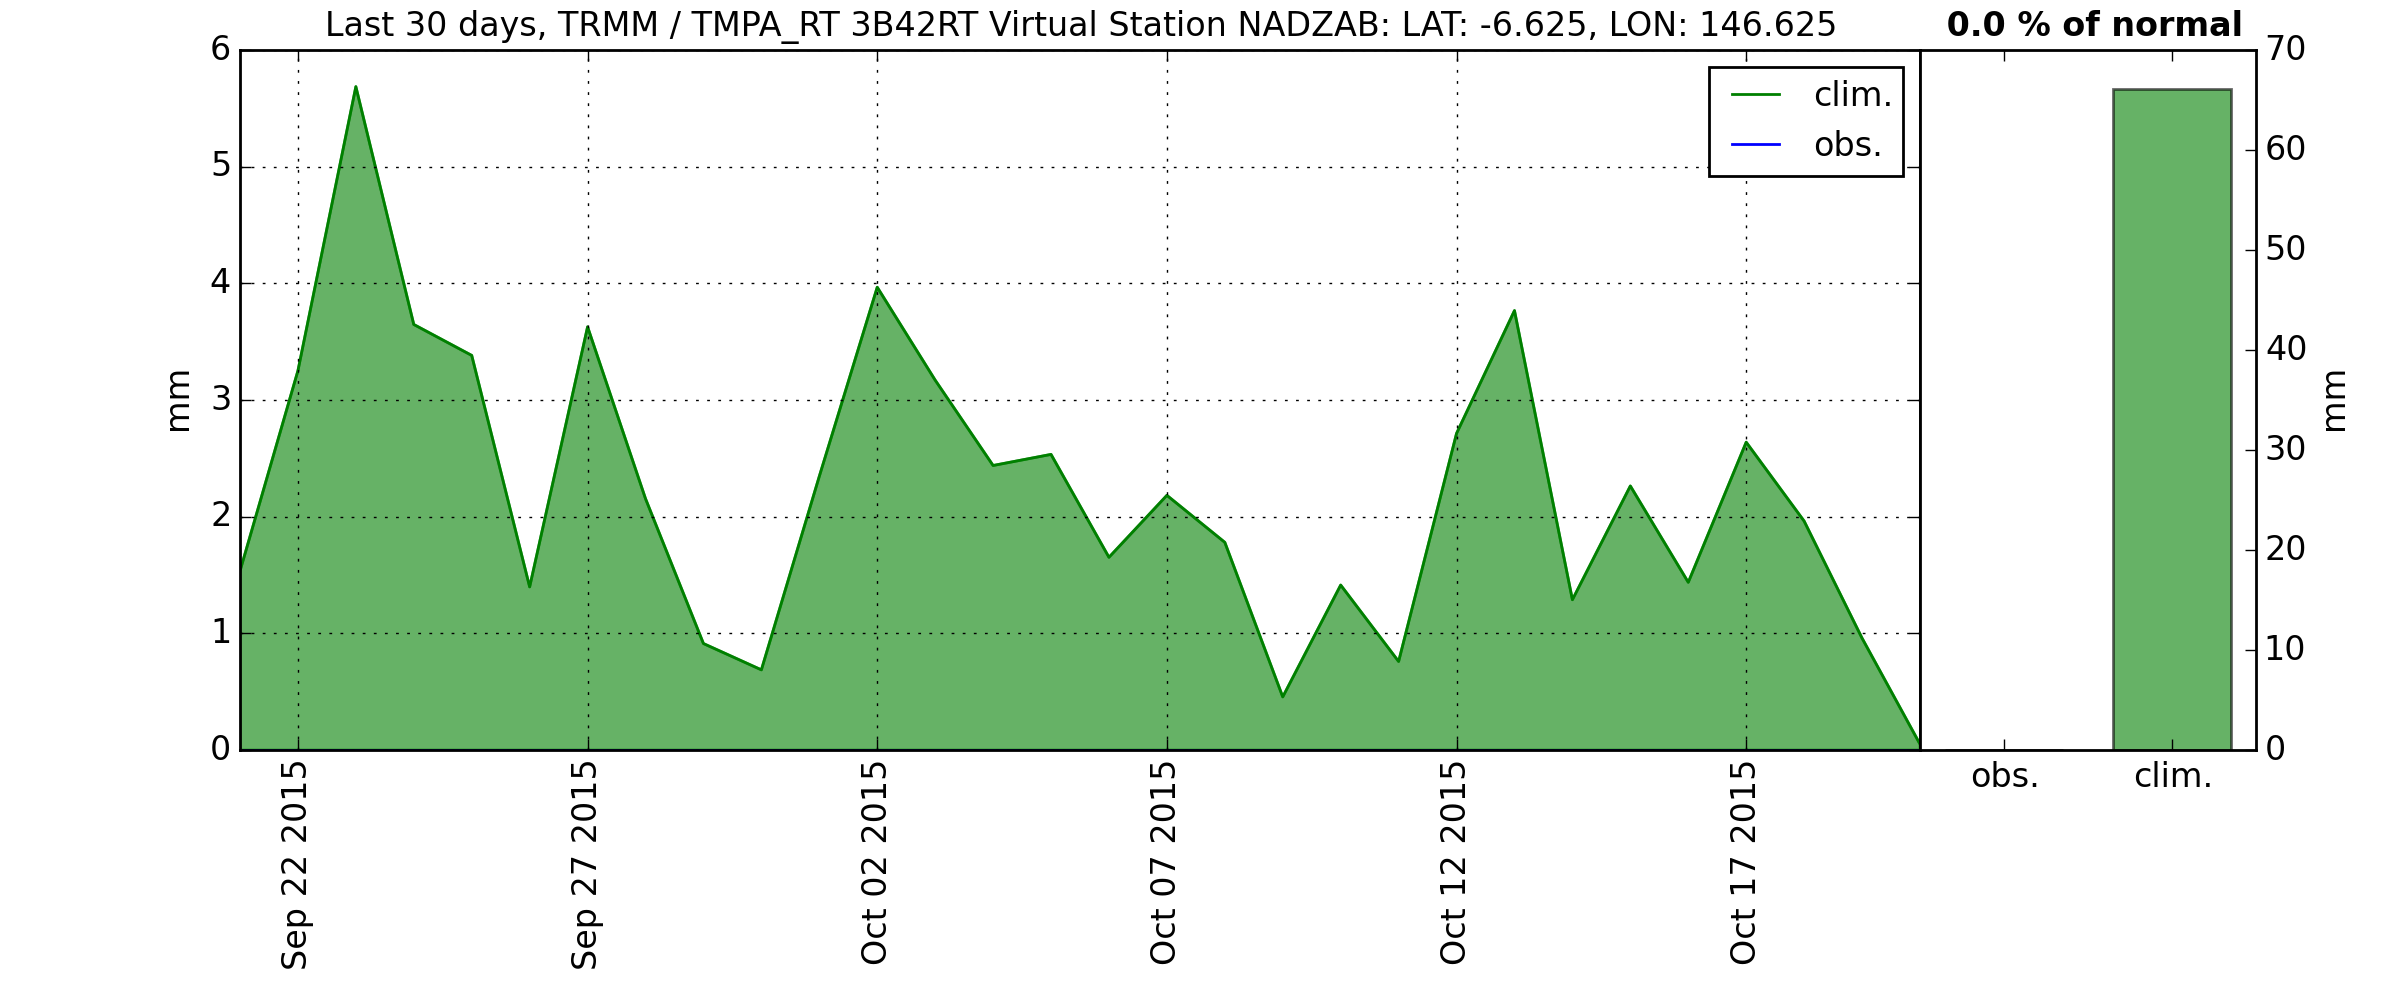 Last 30 days, TRMM / TMPA_RT 3B42RT Virtual Station NADZAB: LAT: -6.625, LON: 146.625
0.0 % of normal
6
5
4
3
2
1
0
mm
clim.
obs.
Sep 22 2015
Sep 27 2015
Oct 02 2015
Oct 07 2015
Oct 12 2015
Oct 17 2015
70
60
50
40
30
20
10
0
mm
obs.
clim.